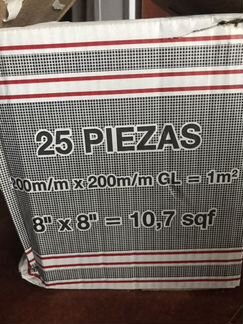 25 PIEZAS
200m/m x 200m/m GL = 1m²
8" x 8" = 10,7 sqf